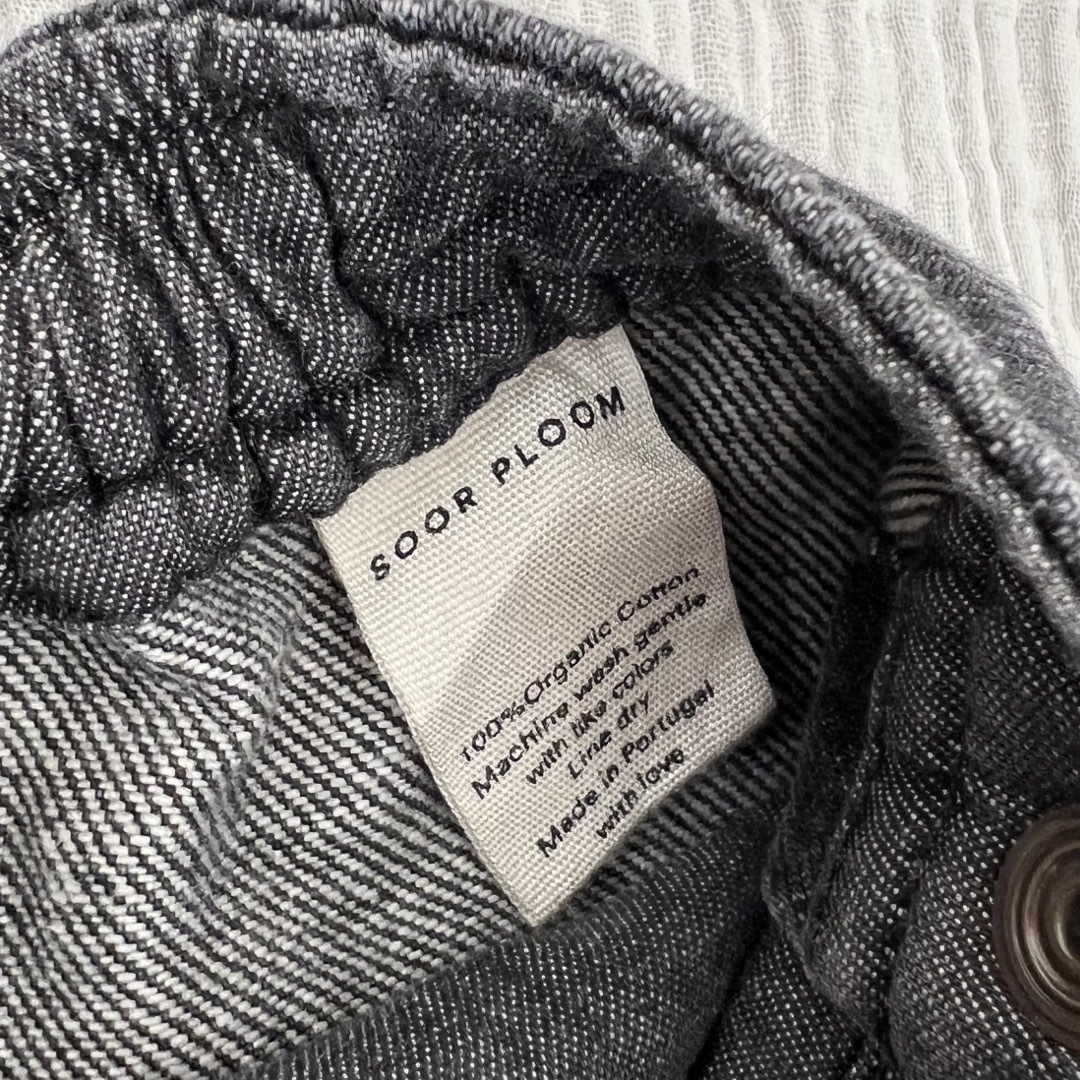 SOOR PLOOM
100%Organic Cotton
Machine wash gentle
with like colors
Line dry
Made in Portugal
with love